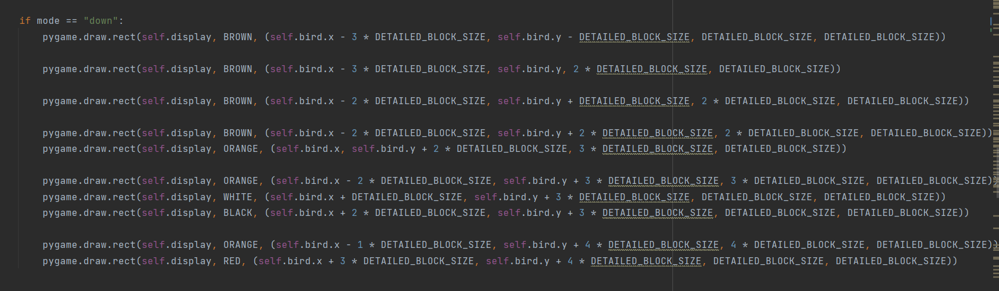 if mode == "down":
pygame.draw.rect(self.display, BROWN, (self.bird.x - 3 * DETAILED_BLOCK_SIZE, self.bird.y - DETAILED_BLOCK_SIZE, DETAILED_BLOCK_SIZE, DETAILED_BLOCK_SIZE))
pygame.draw.rect(self.display, BROWN, (self.bird.x - 3 * DETAILED_BLOCK_SIZE, self.bird.y, 2 * DETAILED_BLOCK_SIZE, DETAILED_BLOCK_SIZE))
pygame.draw.rect(self.display, BROWN, (self.bird.x - 2 * DETAILED_BLOCK_SIZE, self.bird.y + DETAILED_BLOCK_SIZE, 2 * DETAILED_BLOCK_SIZE, DETAILED_BLOCK_SIZE))
pygame.draw.rect(self.display, BROWN, (self.bird.x - 2 * DETAILED_BLOCK_SIZE, self.bird.y + 2 * DETAILED_BLOCK_SIZE, 2 * DETAILED_BLOCK_SIZE, DETAILED_BLOCK_SIZE))
pygame.draw.rect(self.display, ORANGE, (self.bird.x, self.bird.y + 2 * DETAILED_BLOCK_SIZE, 3 * DETAILED_BLOCK_SIZE, DETAILED_BLOCK_SIZE))
pygame.draw.rect(self.display, ORANGE, (self.bird.x - 2 * DETAILED_BLOCK_SIZE, self.bird.y + 3 * DETAILED_BLOCK_SIZE, 3 * DETAILED_BLOCK_SIZE, DETAILED_BLOCK_SIZE))
pygame.draw.rect(self.display, WHITE, (self.bird.x + DETAILED_BLOCK_SIZE, self.bird.y + 3 * DETAILED_BLOCK_SIZE, DETAILED_BLOCK_SIZE, DETAILED_BLOCK_SIZE))
pygame.draw.rect(self.display, BLACK, (self.bird.x + 2 * DETAILED_BLOCK_SIZE, self.bird.y + 3 * DETAILED_BLOCK_SIZE, DETAILED_BLOCK_SIZE, DETAILED_BLOCK_SIZE))
pygame.draw.rect(self.display, ORANGE, (self.bird.x - 1 * DETAILED_BLOCK_SIZE, self.bird.y + 4 * DETAILED_BLOCK_SIZE, 4 * DETAILED_BLOCK_SIZE, DETAILED_BLOCK_SIZE))
pygame.draw.rect(self.display, RED, (self.bird.x + 3 * DETAILED_BLOCK_SIZE, self.bird.y + 4 * DETAILED_BLOCK_SIZE, DETAILED_BLOCK_SIZE, DETAILED_BLOCK_SIZE))